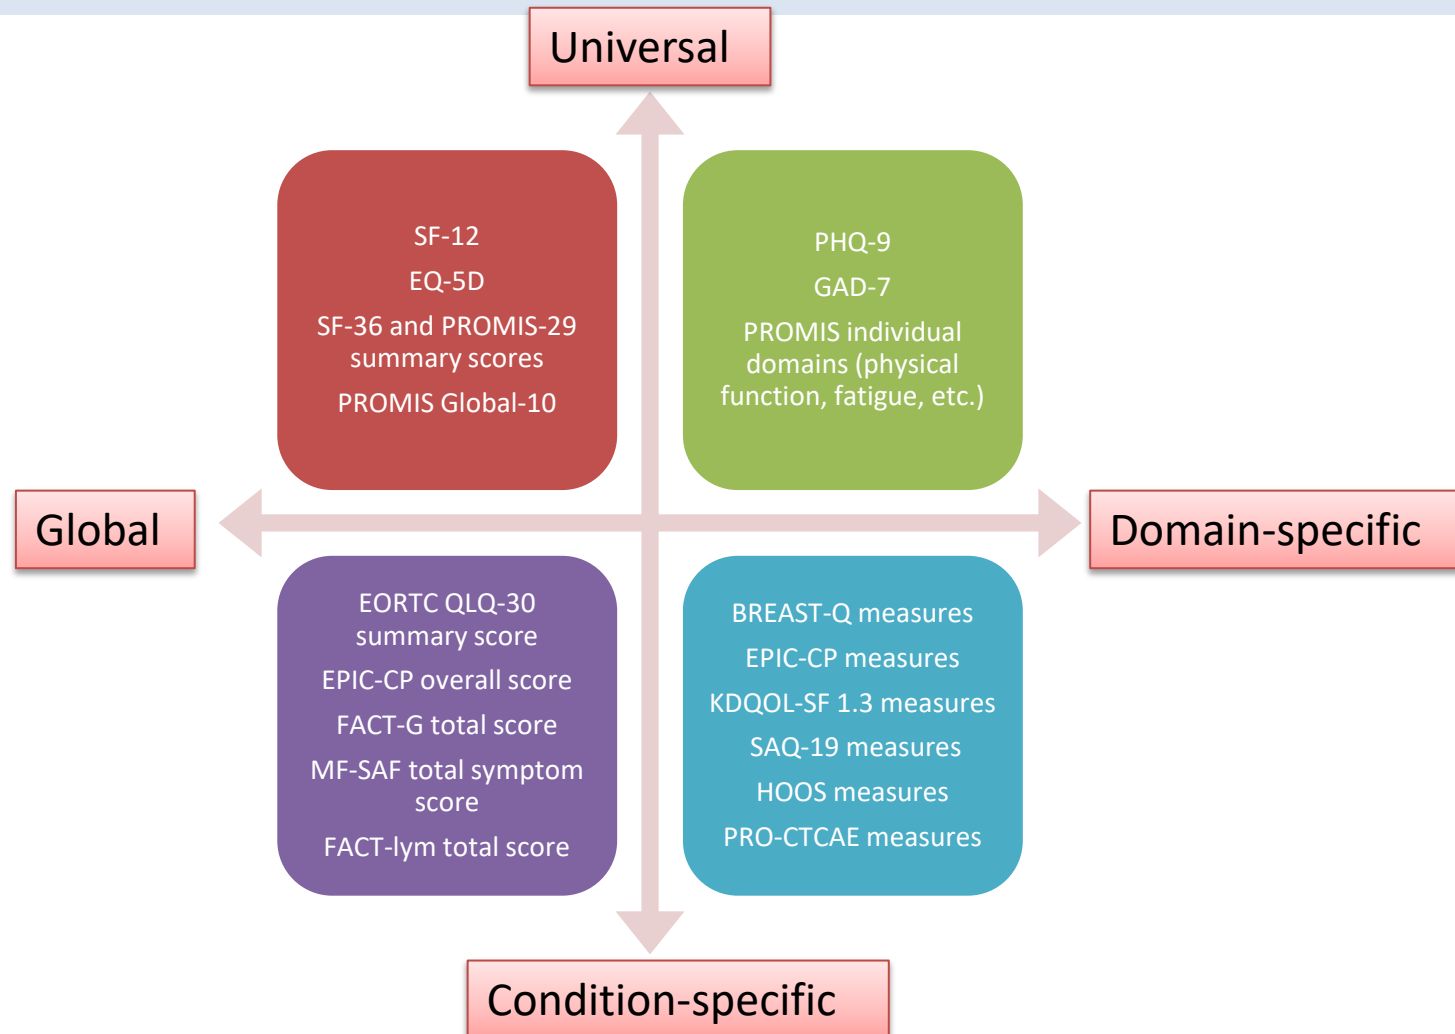 Universal
SF-12
EQ-5D
SF-36 and PROMIS-29
summary scores
PROMIS Global-10
PHQ-9
GAD-7
PROMIS individual
domains (physical
function, fatigue, etc.)
Global
Domain-specific
EORTC QLQ-30
summary score
EPIC-CP overall score
FACT-G total score
MF-SAF total symptom
score
FACT-lym total score
BREAST-Q measures
EPIC-CP measures
KDQOL-SF 1.3 measures
SAQ-19 measures
HOOS measures
PRO-CTCAE measures
Condition-specific